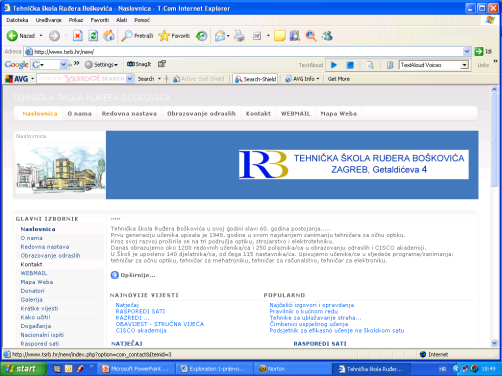 Tehnička škola Ruđera Boškovića - Naslovnica - T-Com Internet Explorer
Datoteka Uređivanje Prikaz Favoriti Alati Pomoć
Nazad Pretraži Favoriti
Adresa http://www.tsrb.hr/new/ Idi
Google Settings SnagIt TextAloud TextAloud Voices Links
AVG YAHOO! SEARCH Search Active Surf-Shield Search-Shield AVG Info Get More
TEHNIČKA ŠKOLA RUĐERA BOŠKOVIĆA
Naslovnica O nama Redovna nastava Obrazovanje odraslih Kontakt WEBMAIL Mapa Weba
Naslovnica
RB TEHNIČKA ŠKOLA RUĐERA BOŠKOVIĆA
ZAGREB, Getaldićeva 4
GLAVNI IZBORNIK
Naslovnica
O nama
Redovna nastava
Obrazovanje odraslih
Kontakt
WEBMAIL
Mapa Weba
Donatori
Galerija
Kratke vijesti
Kako učiti!
Događanja
Nacionalni ispiti
Raspored sati
.....
Tehnička škola Ruđera Boškovića u svoj godini slavi 60. godina postojanja.....
Prvu generaciju učenika upisala je 1948. godine u svom najstarijem zanimanju tehničara za očnu optiku.
Kroz svoj razvoj proširila se na tri područja optiku, strojarstvo i elektrotehniku.
Danas obrazujemo oko 1200 redovnih učenika/ca i 250 polaznika/ca u obrazovanju odraslih i CISCO akademiji.
U Školi je uposleno 140 djelatnika/ca, od čega 115 nastavnika/ca. Upisujemo učenike/ce u slijedeće programe/zanimanja:
tehničar za očnu optiku, tehničar za mehatroniku, tehničar za računalstvo, tehničar za elektroniku.
Opširnije...
NAJNOVIJE VIJESTI
Natječaj
RASPOREDI SATI
RAZREDI ...
OBAVIJEST - STRUČNA VIJEĆA
CISCO akademija
POPULARNO
Najčešći izgovori i opravdanja
Pravilnik o kućnom redu
Tehnike za ublažavanje straha...
Čimbenici uspješnog učenja
Podsjetnik za efikasno učenje na školskom satu
NATJEČAJ RASPOREDI SATI
http://www.tsrb.hr/new/index.php?option=com_contact&Itemid=3 Internet
start Microsoft PowerPoint ... Exploration 1-prijevo... Norton Tehnička škola Ruđer... HR 10:49